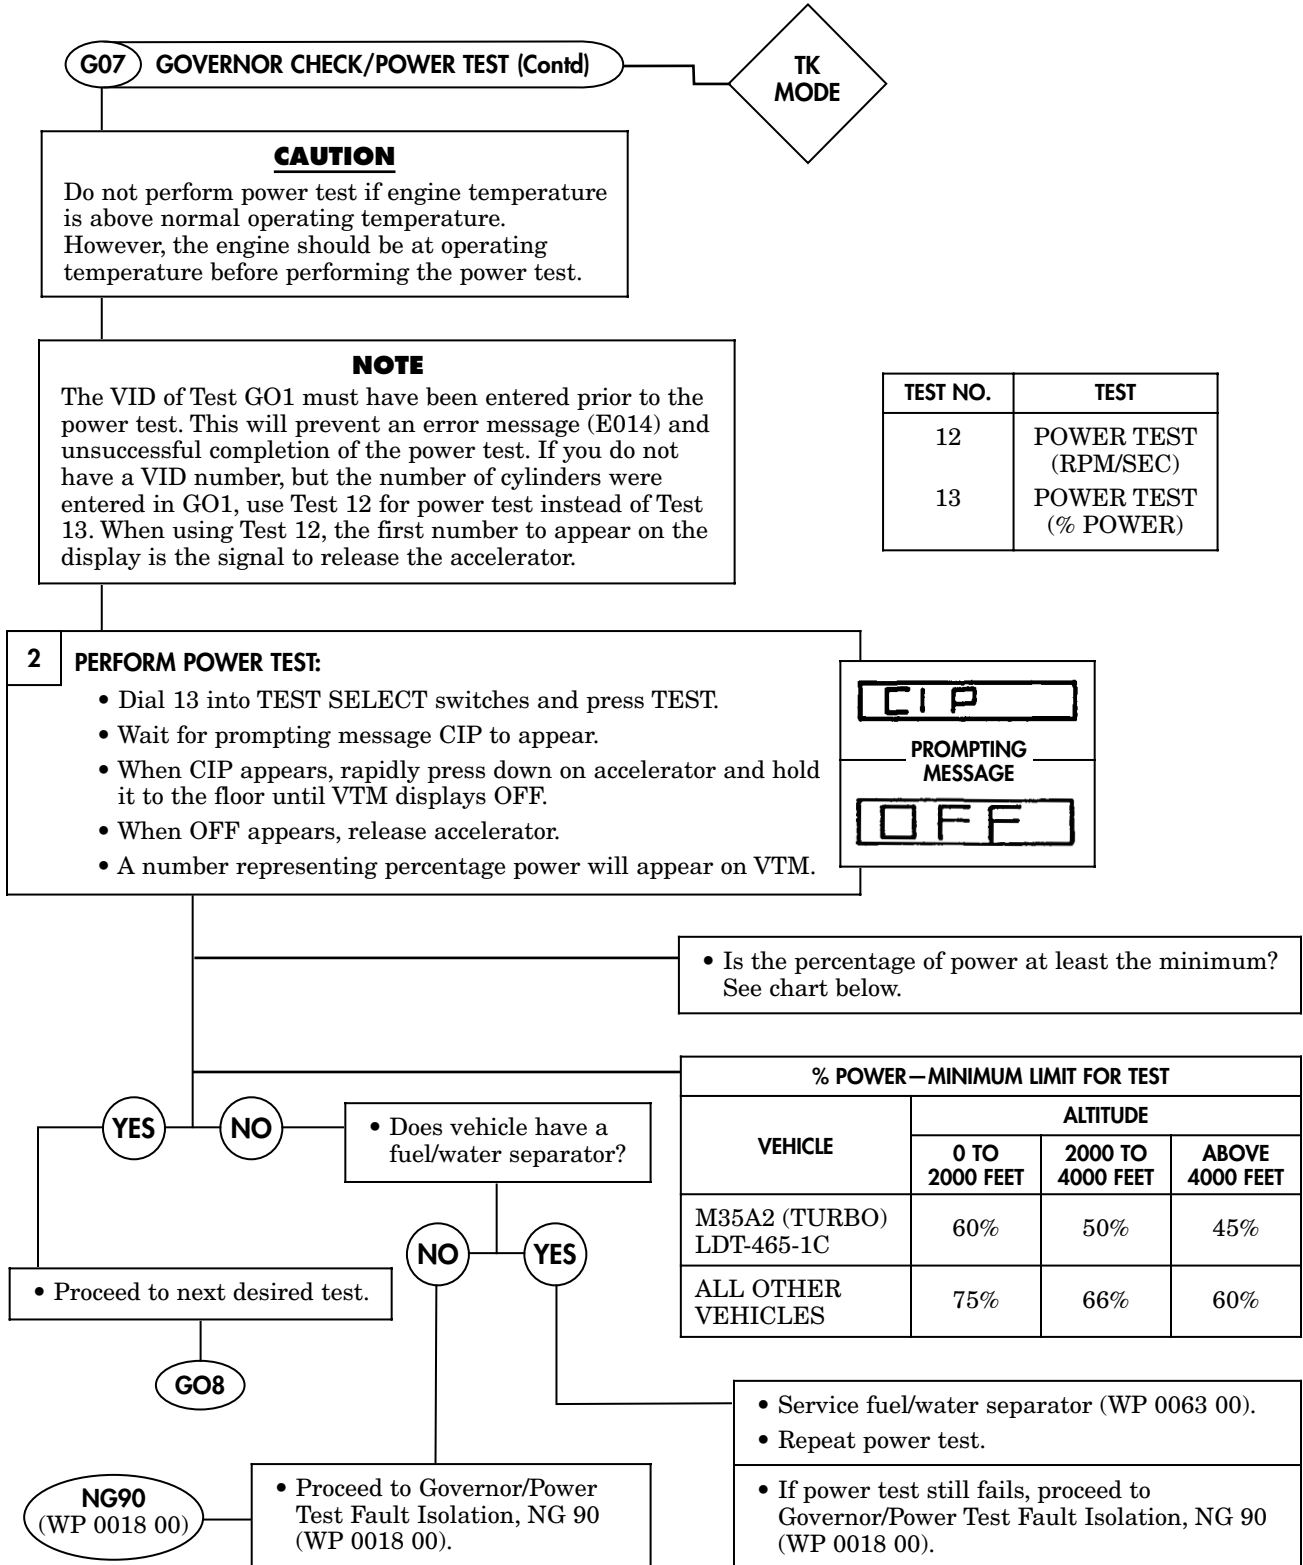 G07 GOVERNOR CHECK/POWER TEST (Contd)
TK
MODE
CAUTION
Do not perform power test if engine temperature
is above normal operating temperature.
However, the engine should be at operating
temperature before performing the power test.
NOTE
The VID of Test GO1 must have been entered prior to the
power test. This will prevent an error message (E014) and
unsuccessful completion of the power test. If you do not
have a VID number, but the number of cylinders were
entered in GO1, use Test 12 for power test instead of Test
13. When using Test 12, the first number to appear on the
display is the signal to release the accelerator.
TEST NO. TEST
12 POWER TEST
(RPM/SEC)
13 POWER TEST
(% POWER)
2 PERFORM POWER TEST:
• Dial 13 into TEST SELECT switches and press TEST.
• Wait for prompting message CIP to appear.
• When CIP appears, rapidly press down on accelerator and hold
it to the floor until VTM displays OFF.
• When OFF appears, release accelerator.
• A number representing percentage power will appear on VTM.
CIP
PROMPTING
MESSAGE
OFF
• Is the percentage of power at least the minimum?
See chart below.
% POWER—MINIMUM LIMIT FOR TEST
VEHICLE
ALTITUDE
0 TO
2000 FEET
2000 TO
4000 FEET
ABOVE
4000 FEET
M35A2 (TURBO)
LDT-465-1C
60% 50% 45%
ALL OTHER
VEHICLES
75% 66% 60%
YES NO
• Does vehicle have a
fuel/water separator?
NO YES
• Proceed to next desired test.
GO8
NG90
(WP 0018 00)
• Proceed to Governor/Power
Test Fault Isolation, NG 90
(WP 0018 00).
• Service fuel/water separator (WP 0063 00).
• Repeat power test.
• If power test still fails, proceed to
Governor/Power Test Fault Isolation, NG 90
(WP 0018 00).